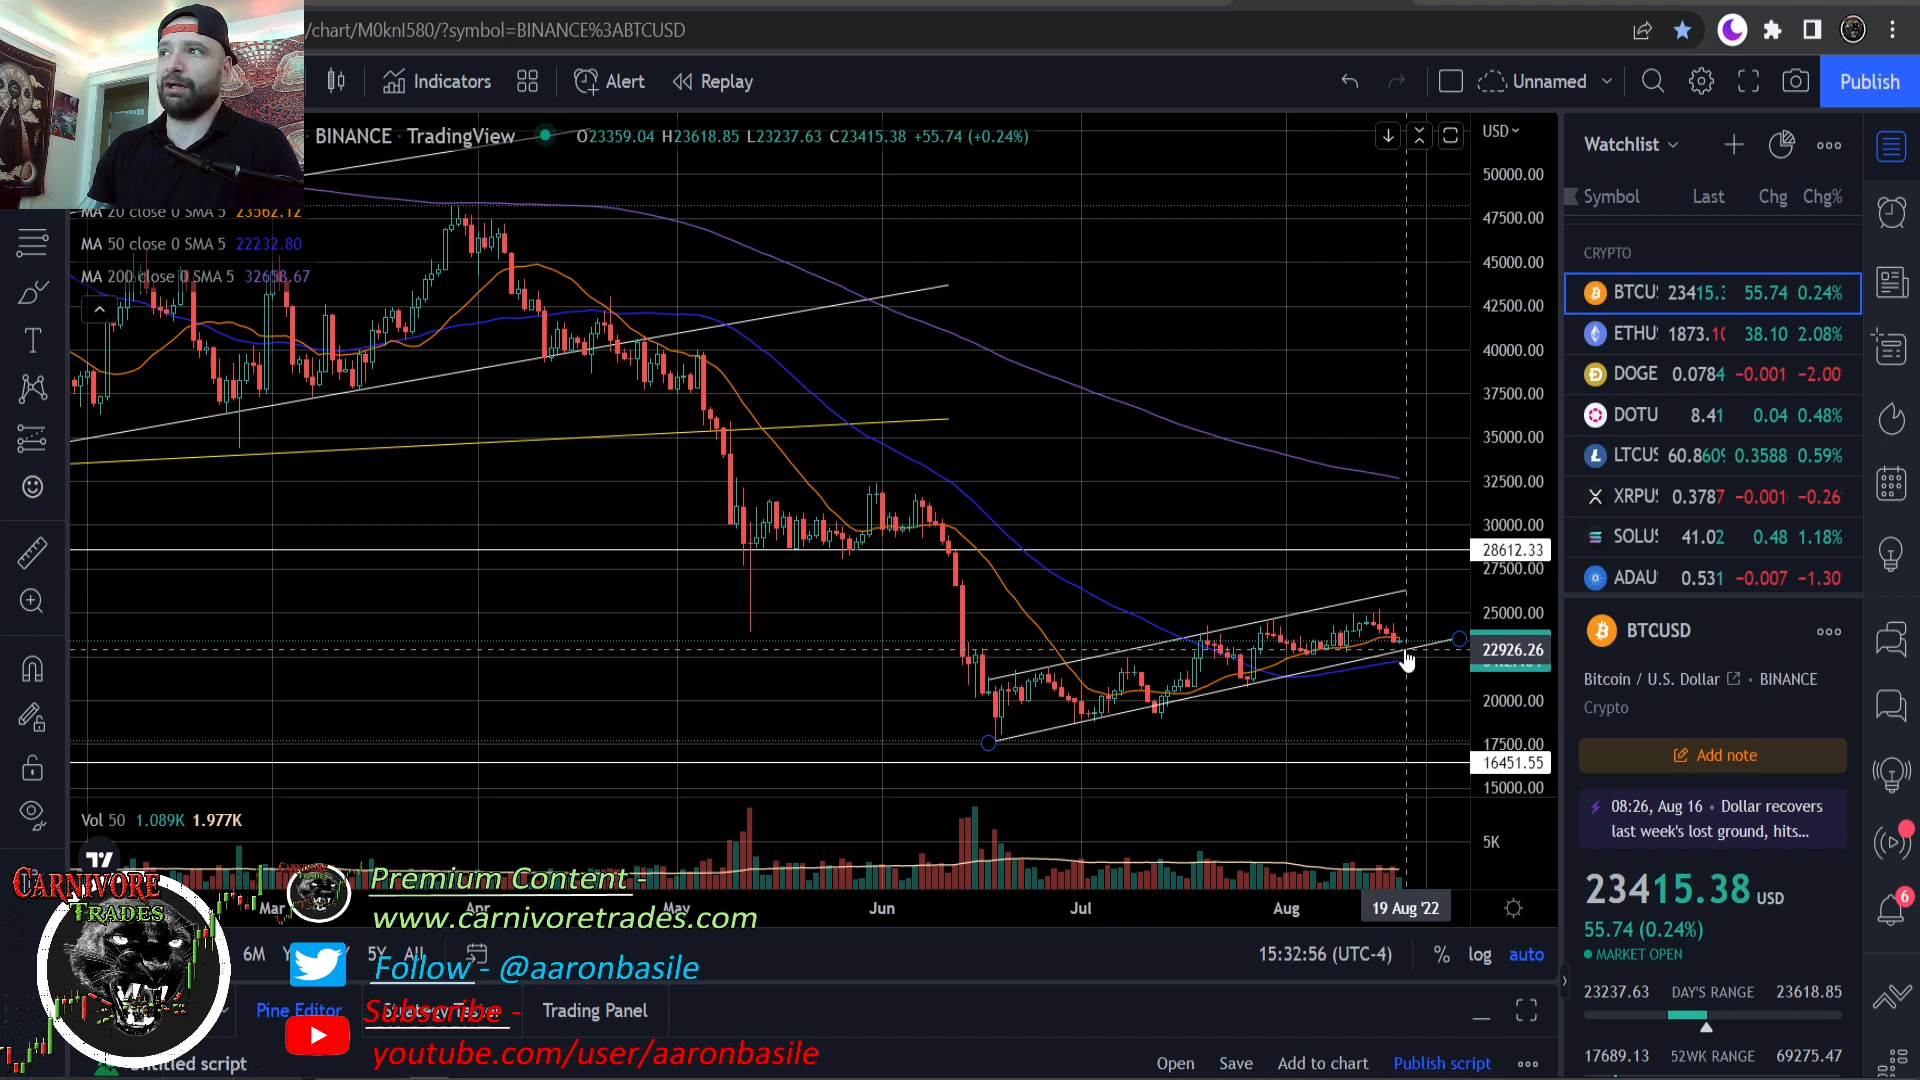 /chart/M0knI580/?symbol=BINANCE%3ABTCUSD
Indicators
Alert
Replay
Unnamed
Publish
BINANCE · TradingView
O23359.04 H23618.85 L23237.63 C23415.38 +55.74 (+0.24%)
MA 20 close 0 SMA 5 23562.12
MA 50 close 0 SMA 5 22232.80
MA 200 close 0 SMA 5 32658.67
USD
50000.00
47500.00
45000.00
42500.00
40000.00
37500.00
35000.00
32500.00
30000.00
28612.33
27500.00
25000.00
22926.26
20000.00
17500.00
16451.55
15000.00
Vol 50 1.089K 1.977K
5K
Mar
Apr
May
Jun
Jul
Aug
19 Aug '22
6M
5Y
All
15:32:56 (UTC-4)
%
log
auto
Pine Editor
Strategy Tester
Trading Panel
Untitled script
Open
Save
Add to chart
Publish script
Watchlist
Symbol Last Chg Chg%
CRYPTO
BTCU 23415.3 55.74 0.24%
ETHU 1873.10 38.10 2.08%
DOGE 0.0784 −0.001 −2.00
DOTU 8.41 0.04 0.48%
LTCU 60.860 0.3588 0.59%
XRPU 0.3787 −0.001 −0.26
SOLU 41.02 0.48 1.18%
ADAU 0.531 −0.007 −1.30
BTCUSD
Bitcoin / U.S. Dollar · BINANCE
Crypto
Add note
08:26, Aug 16 • Dollar recovers
last week's lost ground, hits...
23415.38 USD
55.74 (0.24%)
MARKET OPEN
23237.63 DAY'S RANGE 23618.85
17689.13 52WK RANGE 69275.47
6
CARNIVORE
TRADES
Premium Content -
www.carnivoretrades.com
Follow - @aaronbasile
Subscribe -
youtube.com/user/aaronbasile